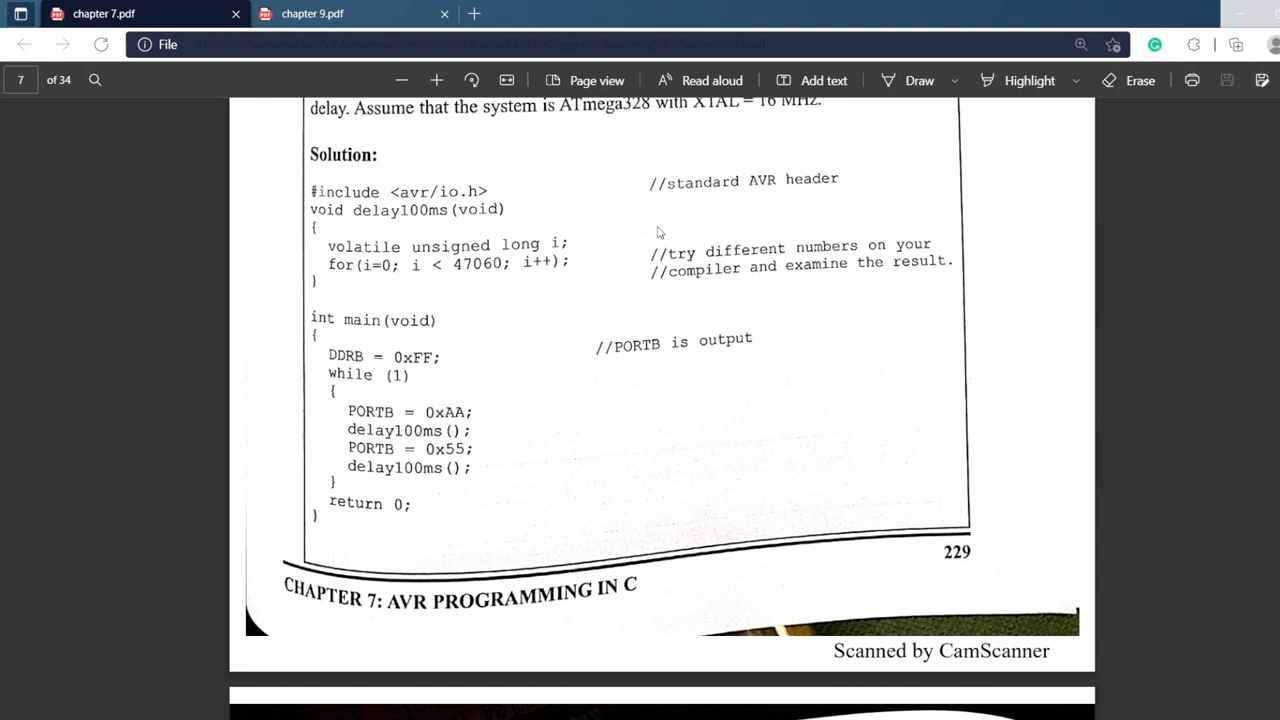 chapter 7.pdf
chapter 9.pdf
File
7 of 34
Page view
Read aloud
Add text
Draw
Highlight
Erase
delay. Assume that the system is ATmega328 with XTAL = 16 MHz.
Solution:
#include <avr/io.h> //standard AVR header
void delay100ms(void)
{
volatile unsigned long i; //try different numbers on your
for(i=0; i < 47060; i++); //compiler and examine the result.
}
int main(void)
{
DDRB = 0xFF; //PORTB is output
while (1)
{
PORTB = 0xAA;
delay100ms();
PORTB = 0x55;
delay100ms();
}
return 0;
}
229
CHAPTER 7: AVR PROGRAMMING IN C
Scanned by CamScanner